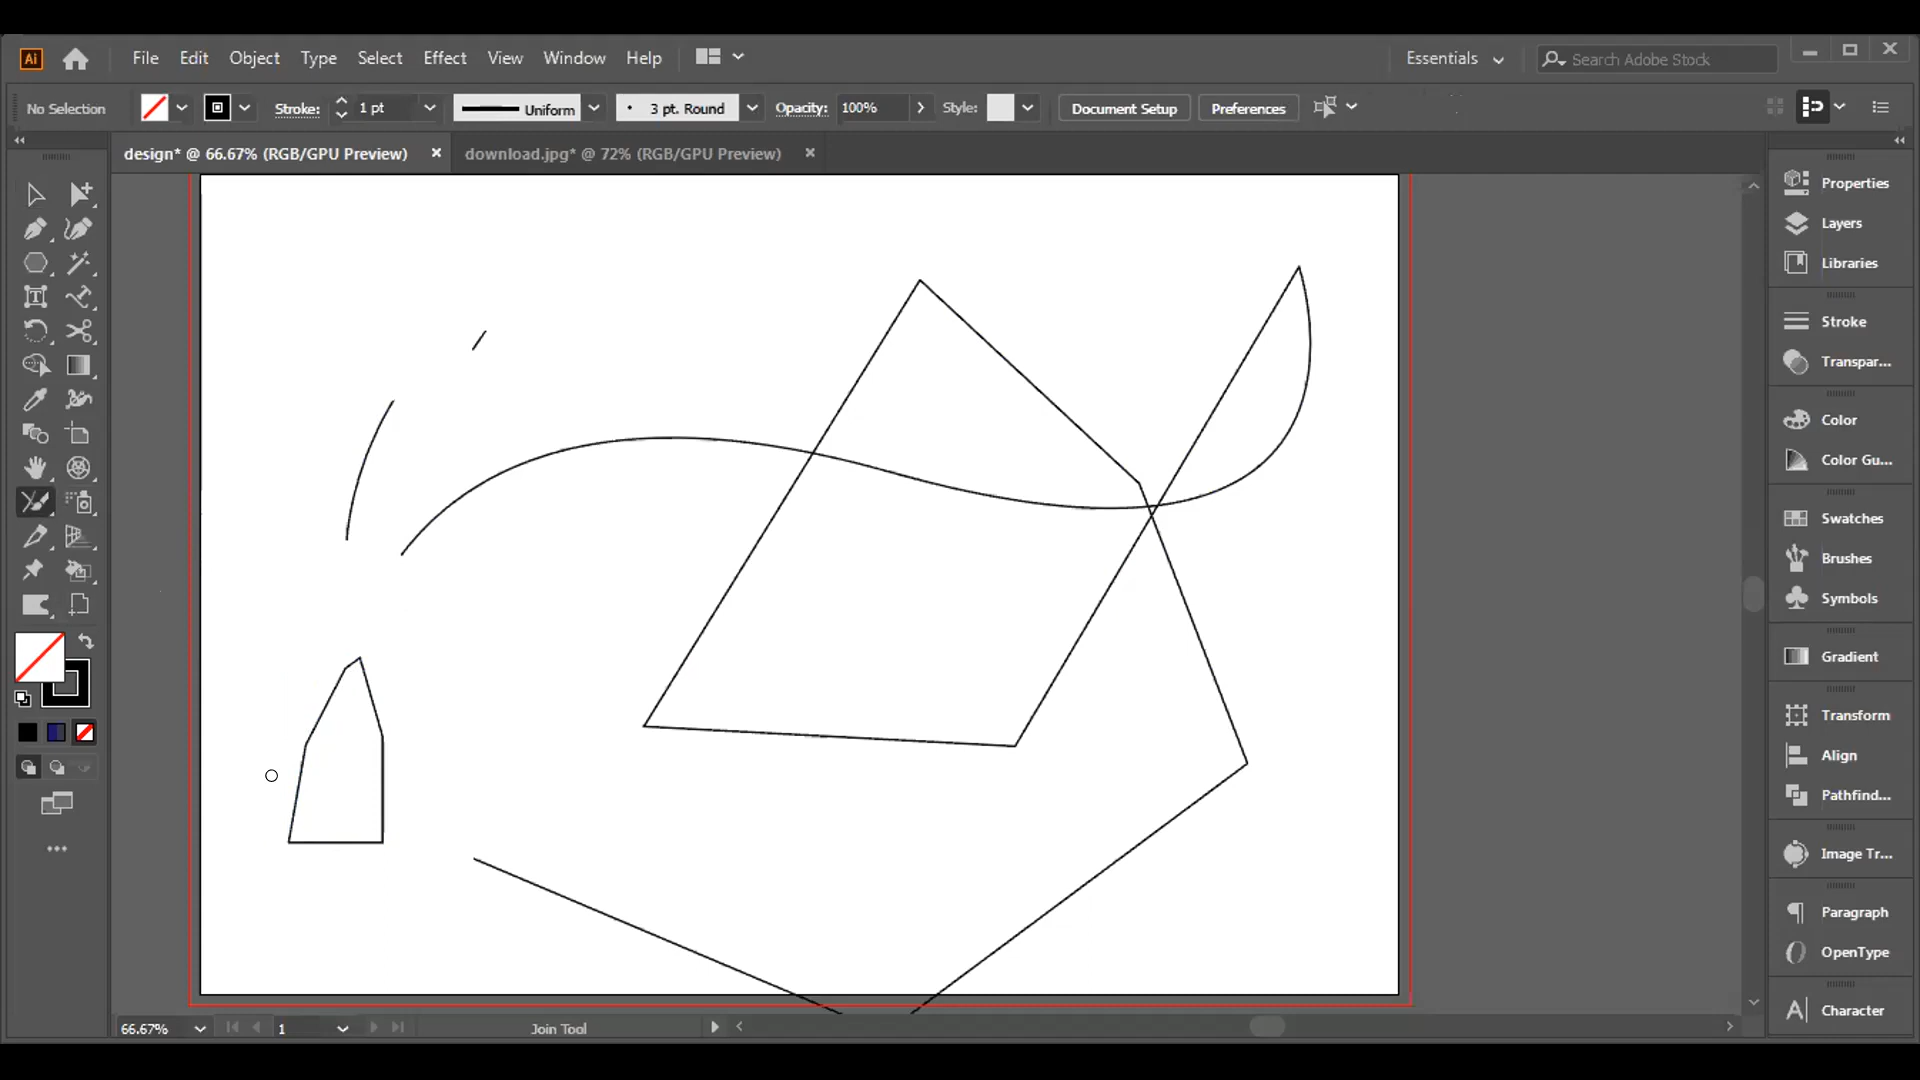 Ai File Edit Object Type Select Effect View Window Help Essentials Search Adobe Stock
No Selection Stroke: 1 pt Uniform 3 pt. Round Opacity: 100% Style: Document Setup Preferences
design* @ 66.67% (RGB/GPU Preview) download.jpg* @ 72% (RGB/GPU Preview)
Properties
Layers
Libraries
Stroke
Transpar...
Color
Color Gu...
Swatches
Brushes
Symbols
Gradient
Transform
Align
Pathfind...
Image Tr...
Paragraph
OpenType
Character
66.67% 1 Join Tool